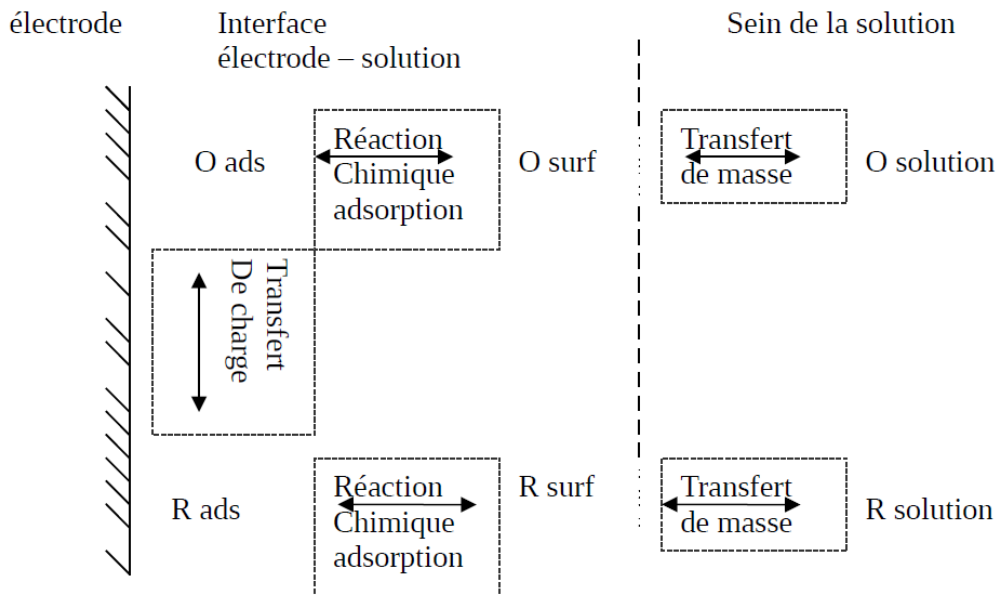 électrode
Interface
électrode – solution
Sein de la solution
O ads
Réaction
Chimique
adsorption
O surf
Transfert
de masse
O solution
Transfert
De charge
R ads
Réaction
Chimique
adsorption
R surf
Transfert
de masse
R solution